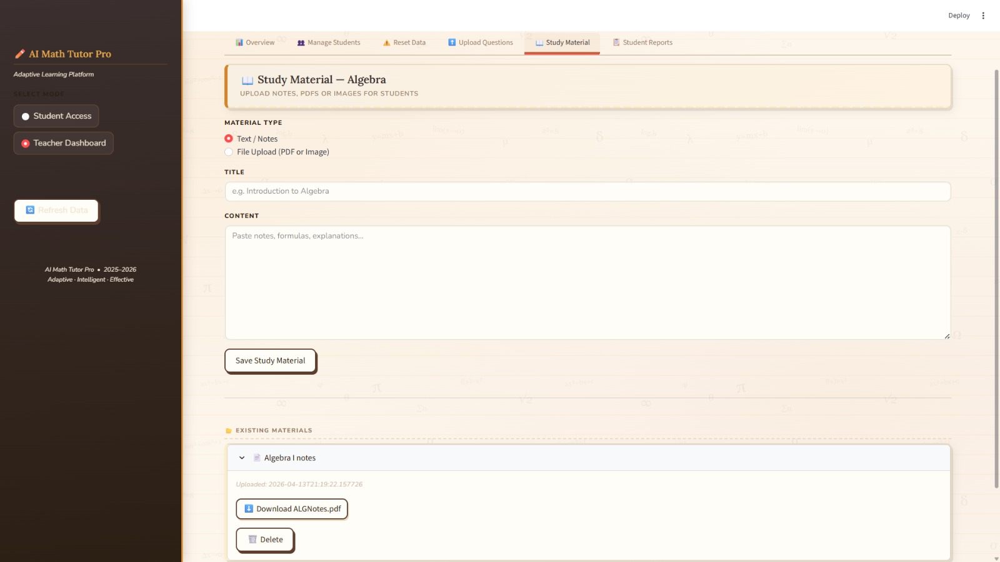 Deploy
AI Math Tutor Pro
Adaptive Learning Platform
SELECT MODE
Student Access
Teacher Dashboard
Refresh Data
AI Math Tutor Pro • 2025–2026
Adaptive · Intelligent · Effective
Overview
Manage Students
Reset Data
Upload Questions
Study Material
Student Reports
Study Material — Algebra
UPLOAD NOTES, PDFS OR IMAGES FOR STUDENTS
MATERIAL TYPE
Text / Notes
File Upload (PDF or Image)
TITLE
e.g. Introduction to Algebra
CONTENT
Paste notes, formulas, explanations...
Save Study Material
EXISTING MATERIALS
Algebra I notes
Uploaded: 2026-04-13T21:19:22.157726
Download ALGNotes.pdf
Delete